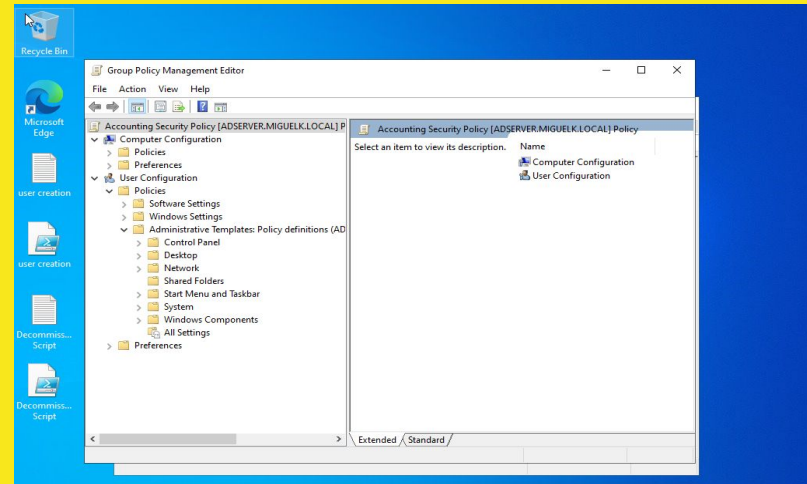 Recycle Bin
Microsoft
Edge
user creation
user creation
Decommiss...
Script
Decommiss...
Script
Group Policy Management Editor
File Action View Help
Accounting Security Policy [ADSERVER.MIGUELK.LOCAL] P
Computer Configuration
Policies
Preferences
User Configuration
Policies
Software Settings
Windows Settings
Administrative Templates: Policy definitions (AD
Control Panel
Desktop
Network
Shared Folders
Start Menu and Taskbar
System
Windows Components
All Settings
Preferences
Accounting Security Policy [ADSERVER.MIGUELK.LOCAL] Policy
Select an item to view its description.
Name
Computer Configuration
User Configuration
Extended
Standard